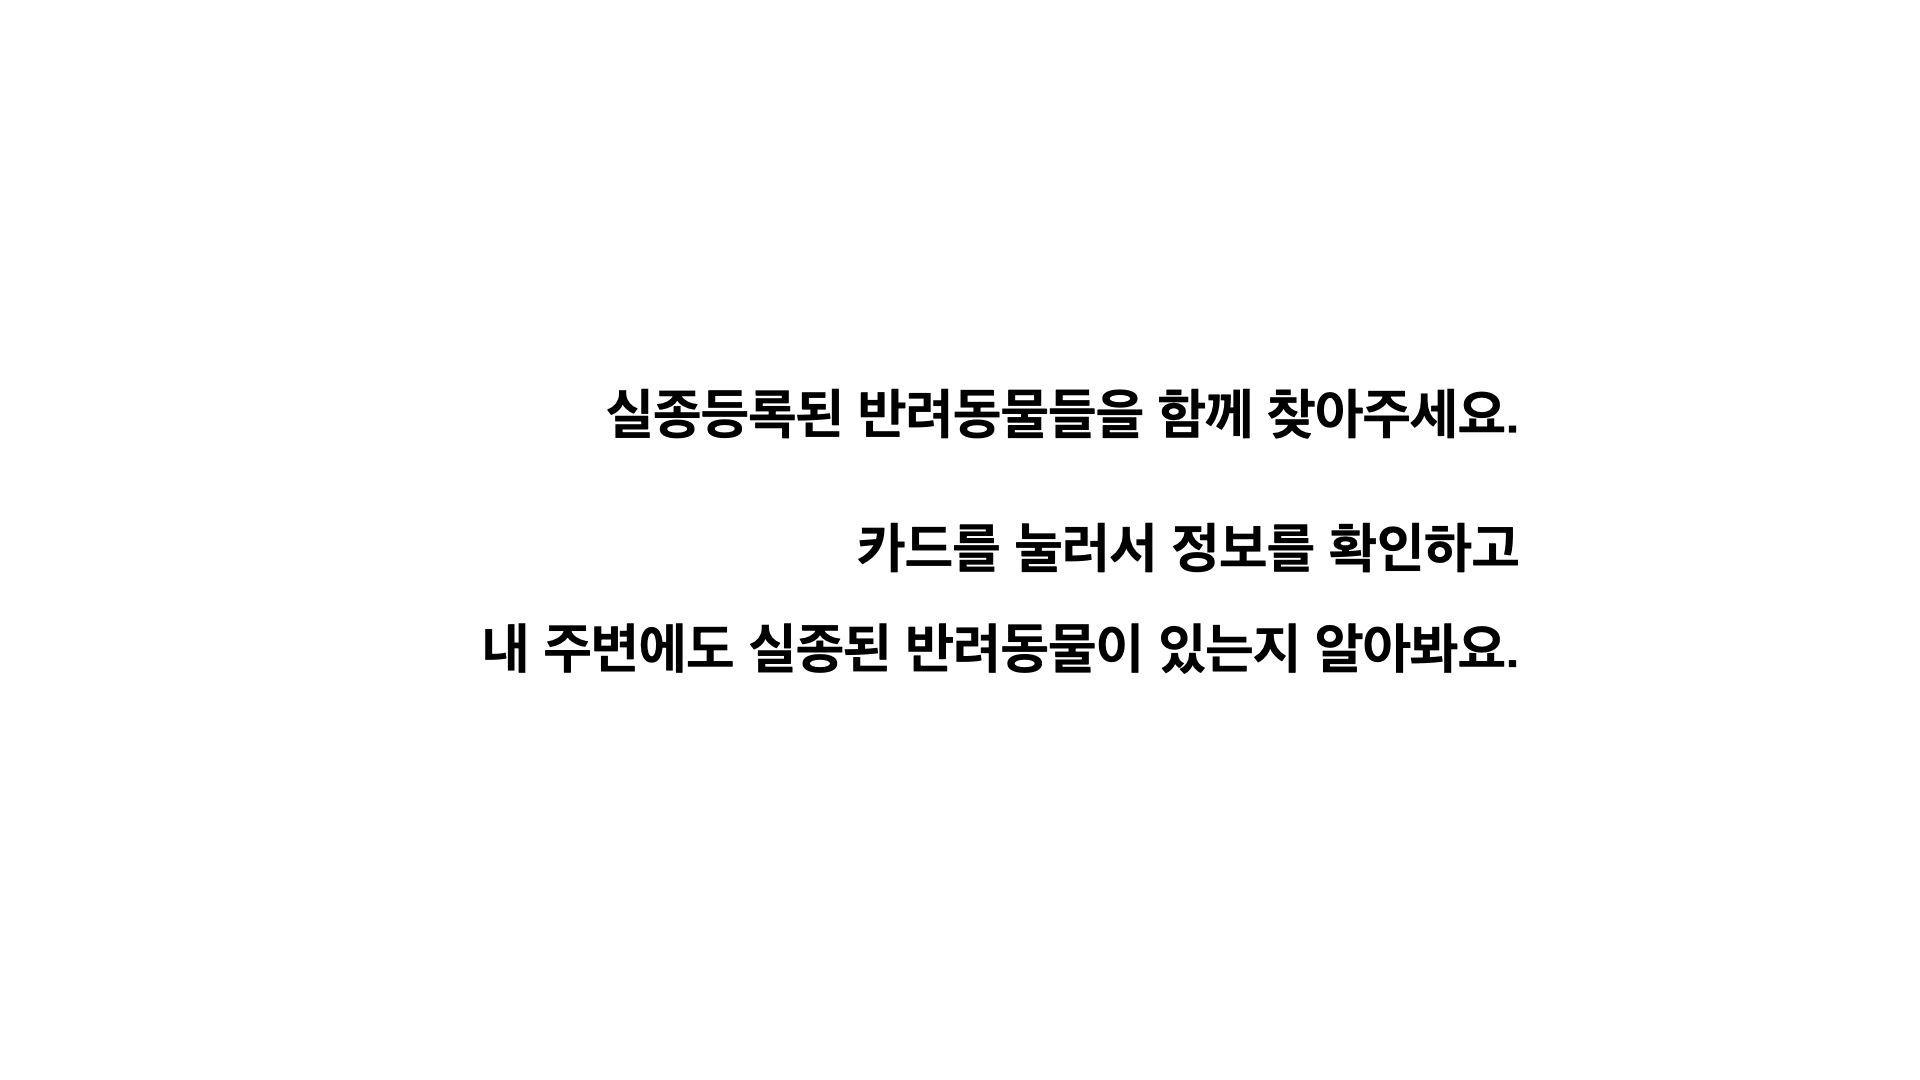 실종등록된 반려동물들을 함께 찾아주세요.
카드를 눌러서 정보를 확인하고
내 주변에도 실종된 반려동물이 있는지 알아봐요.